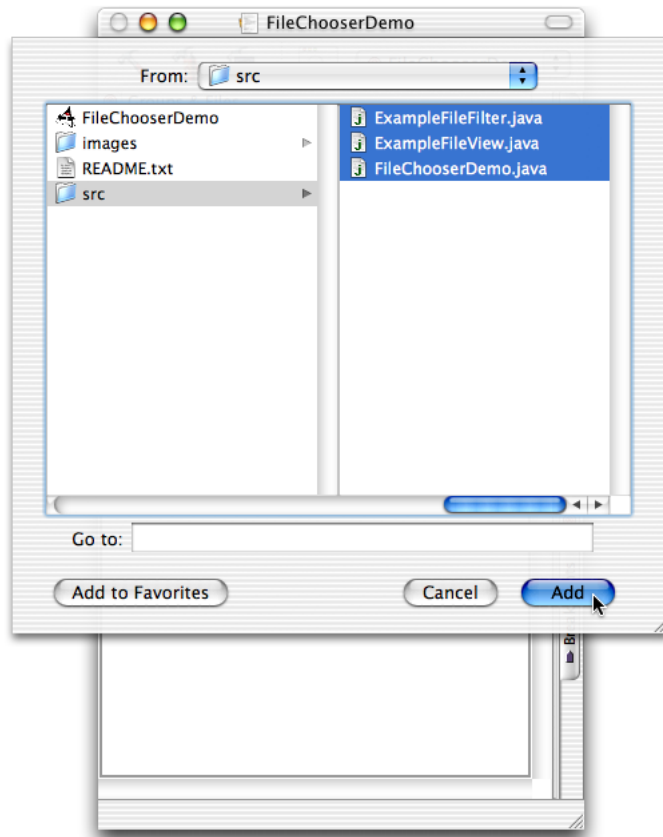 FileChooserDemo
From: src
FileChooserDemo
images
README.txt
src
ExampleFileFilter.java
ExampleFileView.java
FileChooserDemo.java
Go to:
Add to Favorites
Cancel
Add